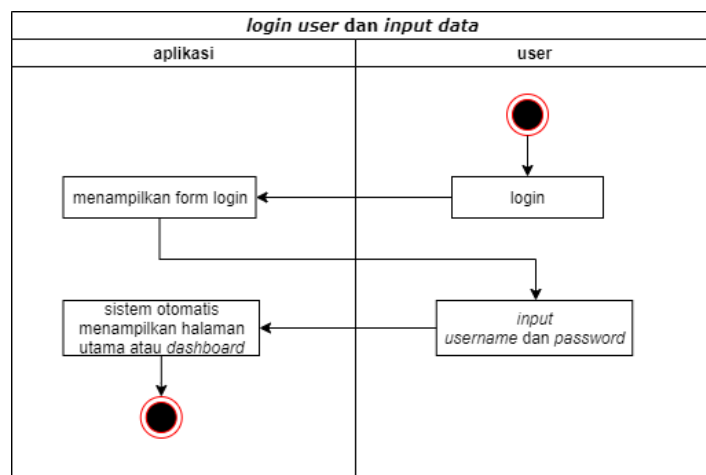 login user dan input data
aplikasi
user
login
menampilkan form login
input
username dan password
sistem otomatis
menampilkan halaman
utama atau dashboard